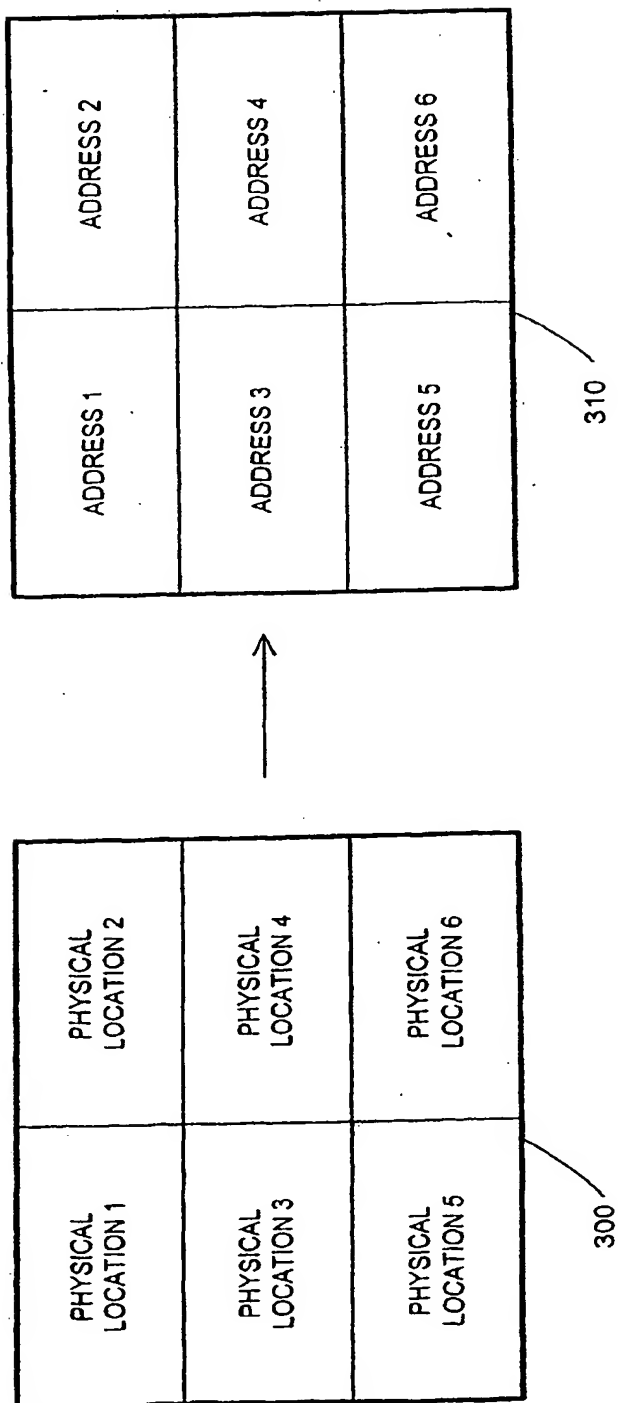 PHYSICAL
LOCATION 1
PHYSICAL
LOCATION 2
PHYSICAL
LOCATION 3
PHYSICAL
LOCATION 4
PHYSICAL
LOCATION 5
PHYSICAL
LOCATION 6
300
ADDRESS 1
ADDRESS 2
ADDRESS 3
ADDRESS 4
ADDRESS 5
ADDRESS 6
310